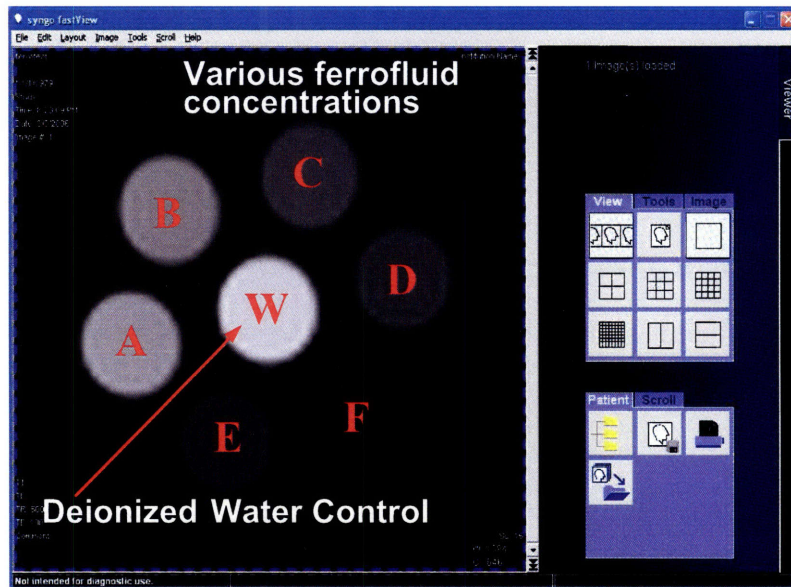 syngo fastView
File Edit Layout Image Tools Scroll Help
Various ferrofluid
concentrations
1 image(s) loaded
Viewer
B
C
A
W
D
E
F
View Tools Image
Patient Scroll
Deionized Water Control
Not intended for diagnostic use.